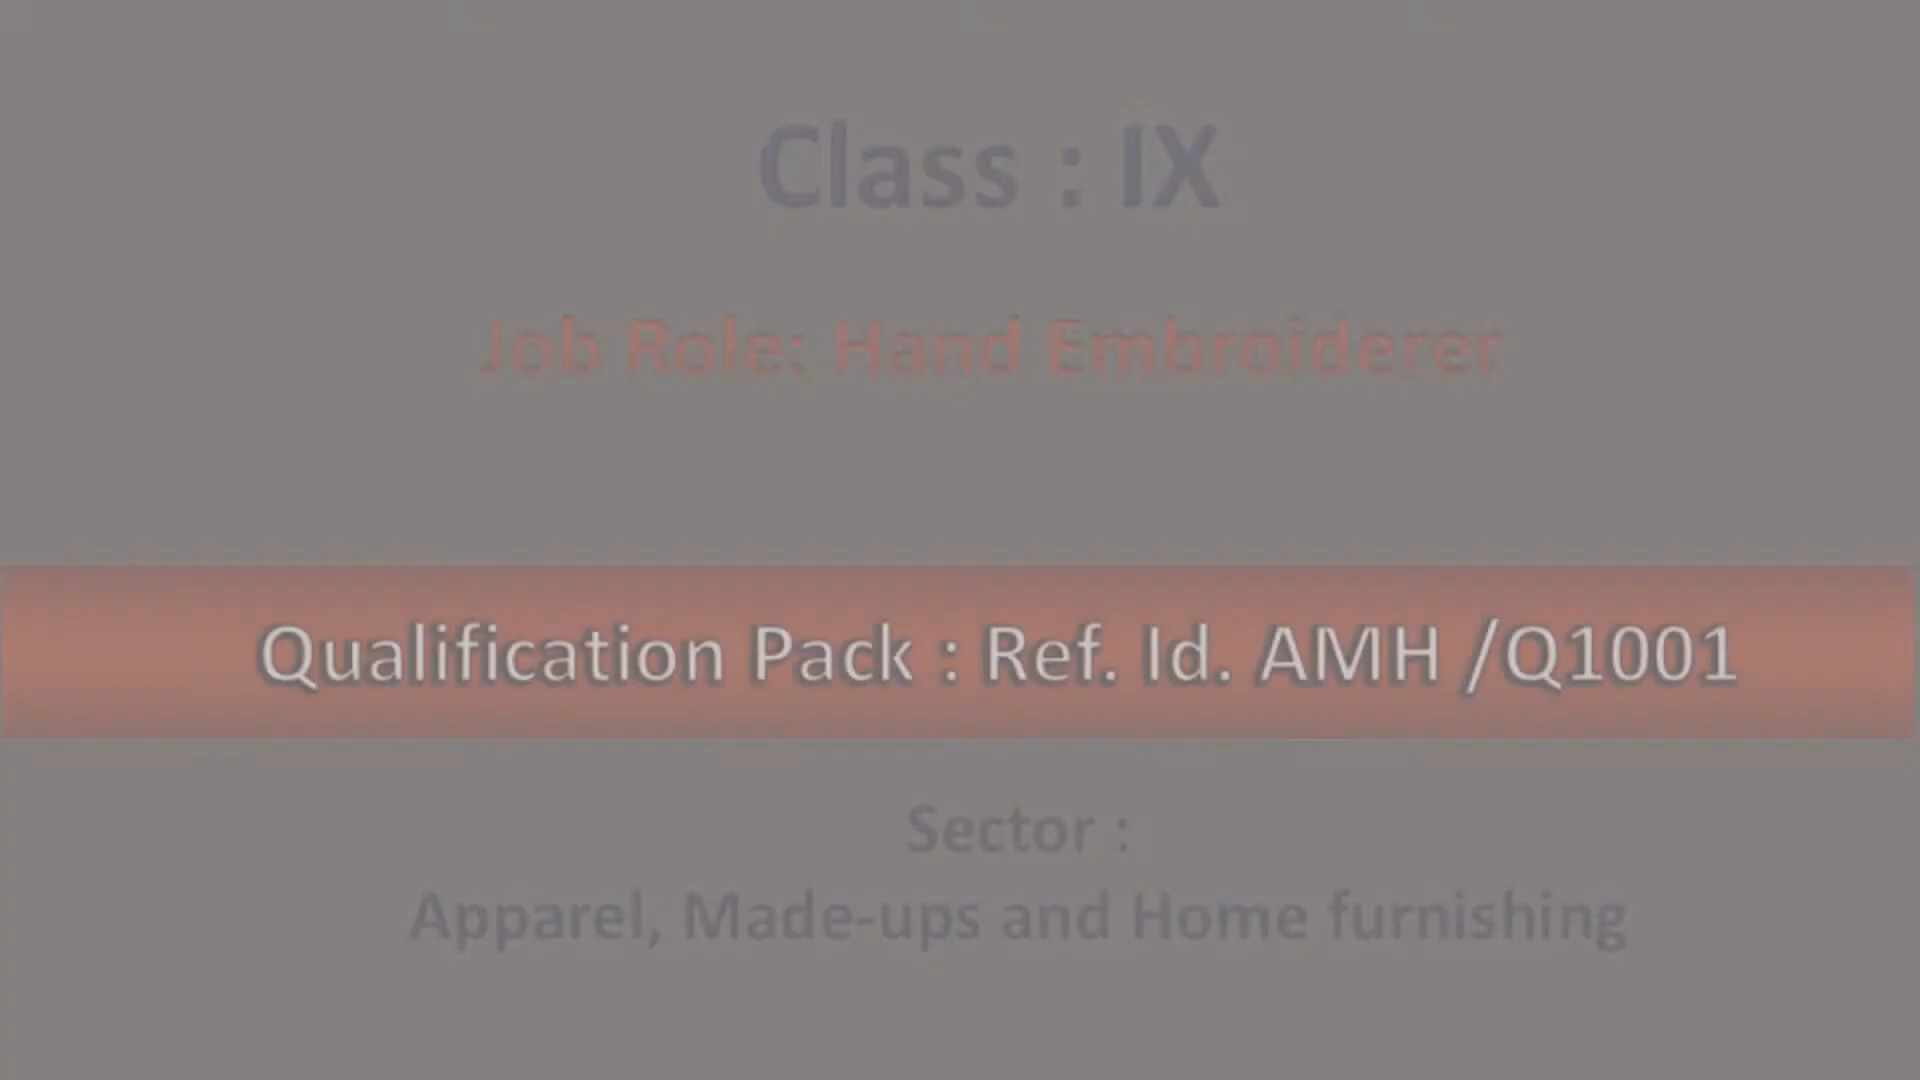 Class : IX
Job Role: Hand Embroiderer
Qualification Pack : Ref. Id. AMH /Q1001
Sector :
Apparel, Made-ups and Home furnishing